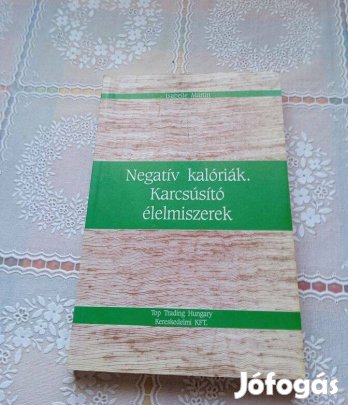 Negatív kalóriák.
Karcsúsító
élelmiszerek
Top Trading Hungary
Kereskedelmi KFT.
Jófogás